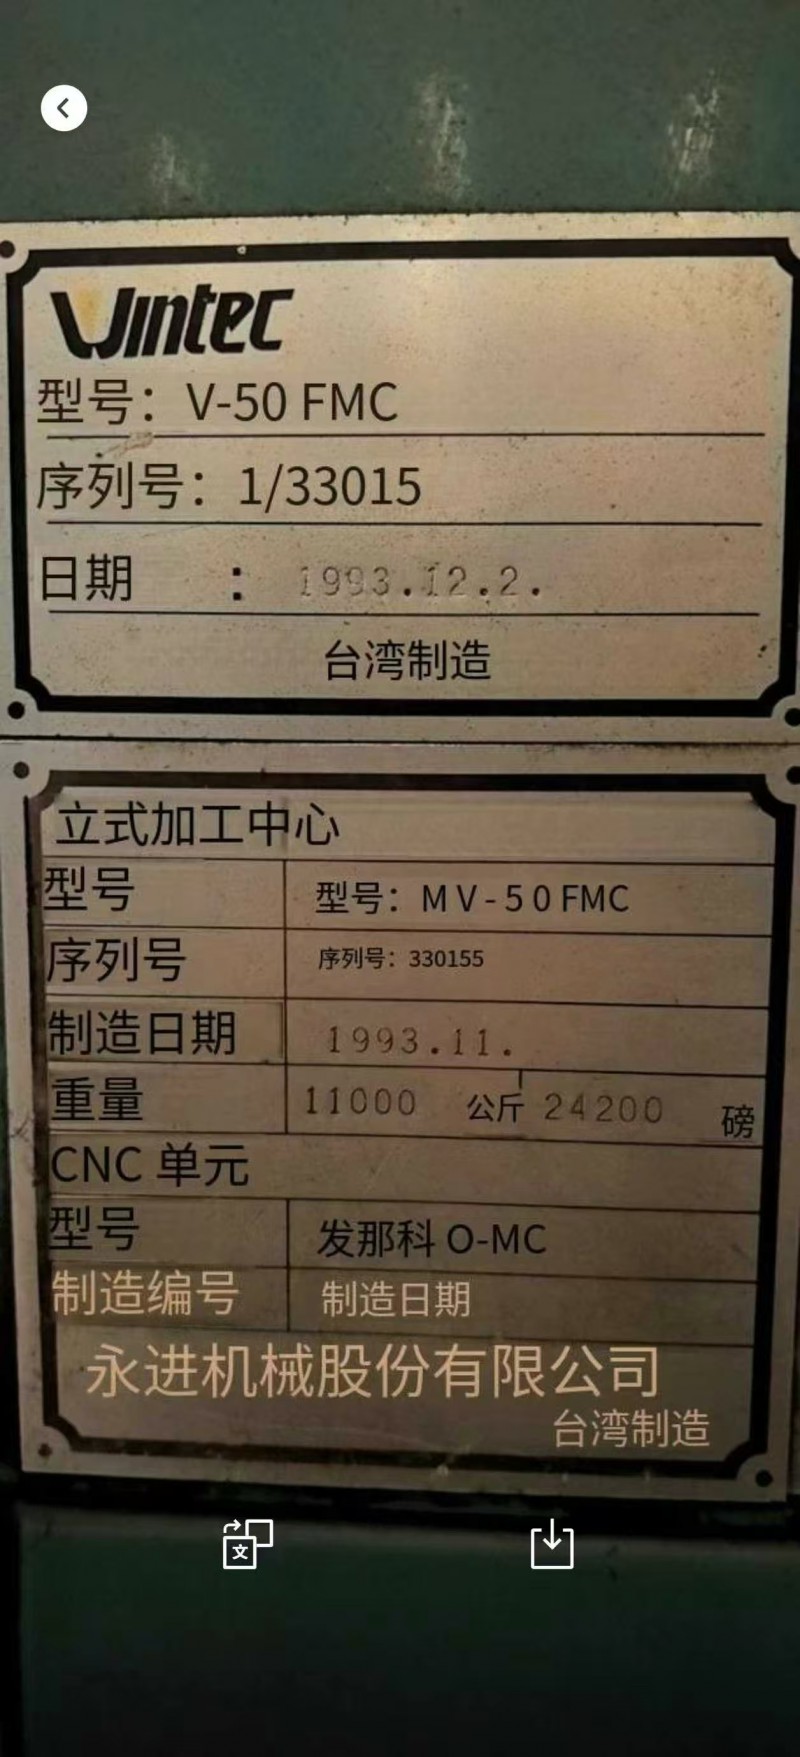 Wintec
型号：V-50 FMC
序列号：1/33015
日期 : 1993.12.2.
台湾制造
立式加工中心
型号 型号：MV-50FMC
序列号 序列号：330155
制造日期 1993.11.
重量 11000 公斤 24200 磅
CNC 单元
型号 发那科 O-MC
制造编号 制造日期
永进机械股份有限公司
台湾制造
文